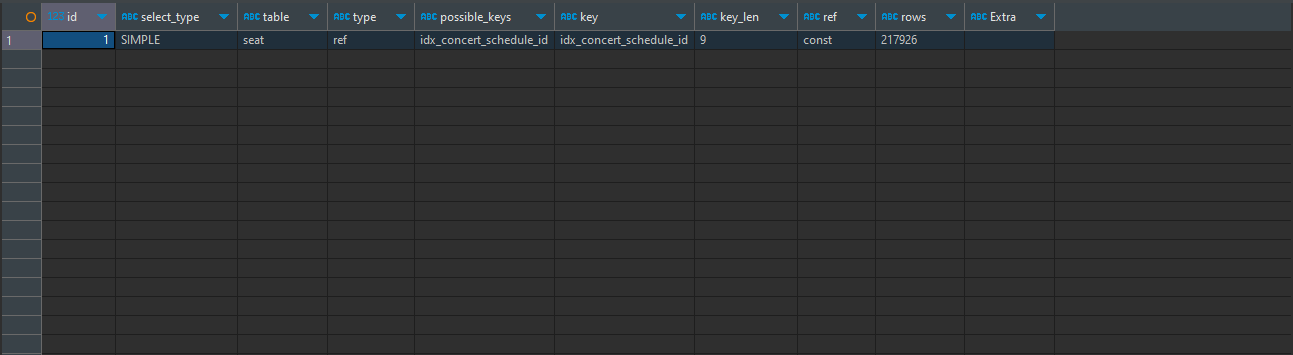 123 id ABC select_type ABC table ABC type ABC possible_keys ABC key ABC key_len ABC ref ABC rows ABC Extra
1 1 SIMPLE seat ref idx_concert_schedule_id idx_concert_schedule_id 9 const 217926